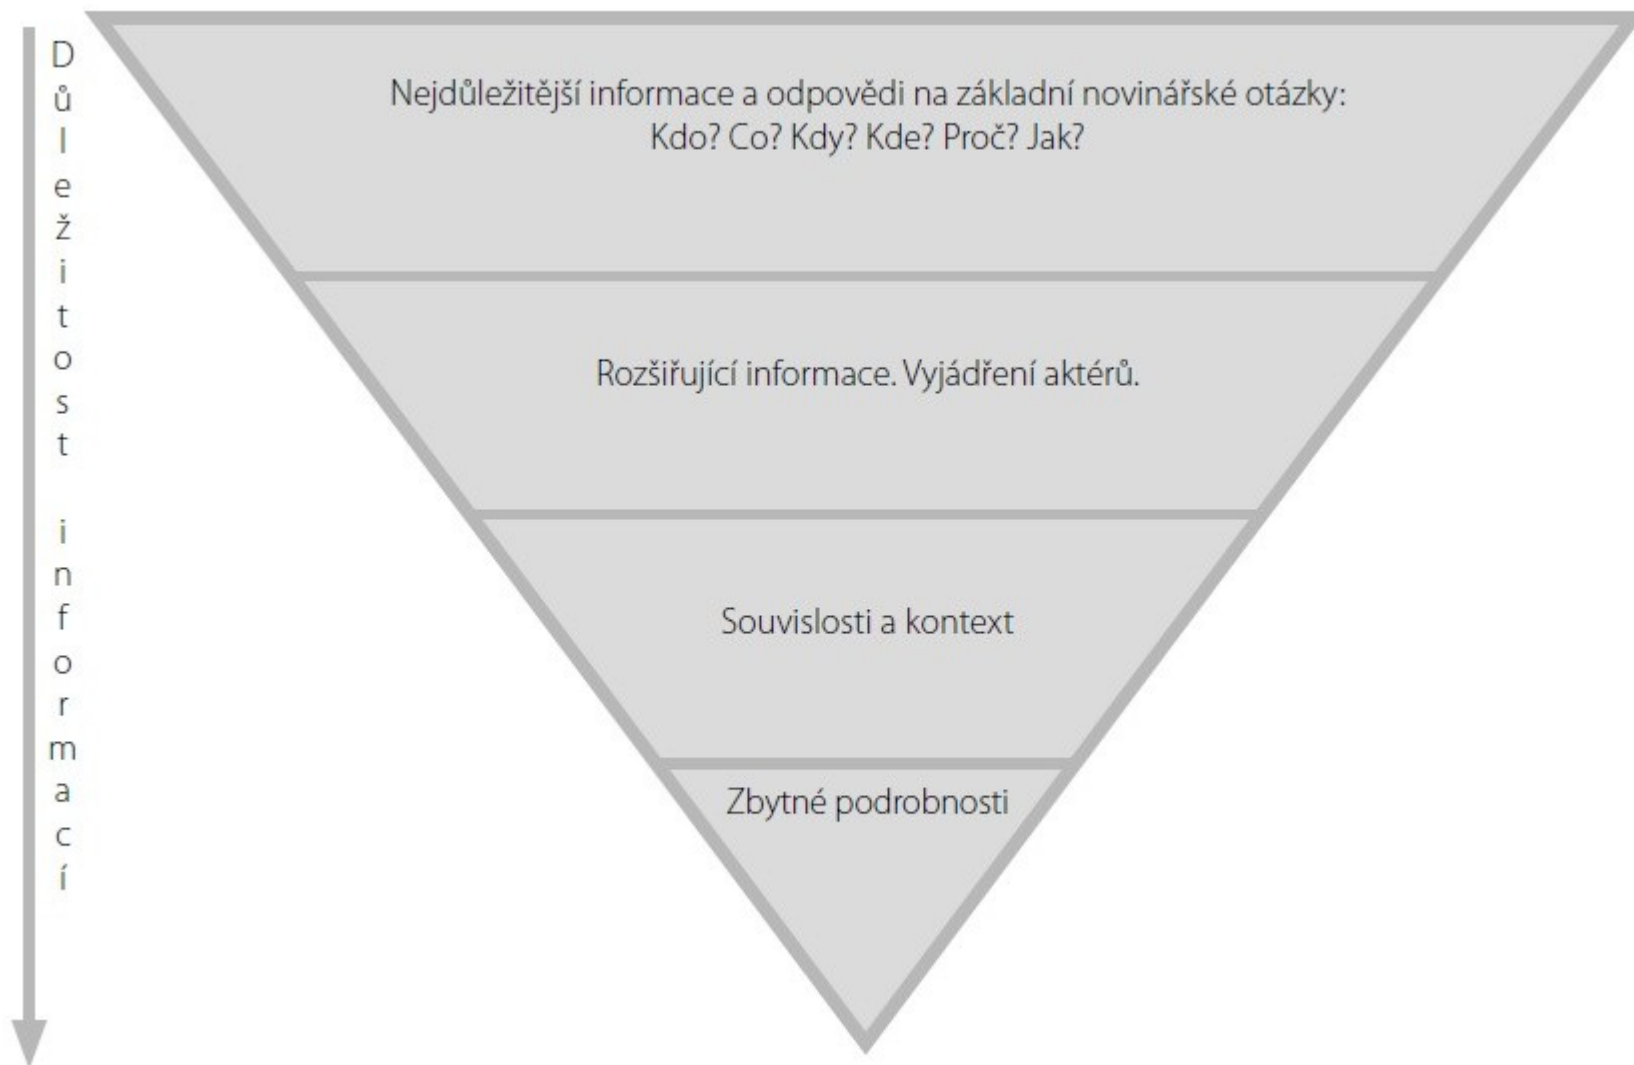 Důležitost informací
Nejdůležitější informace a odpovědi na základní novinářské otázky:
Kdo? Co? Kdy? Kde? Proč? Jak?
Rozšiřující informace. Vyjádření aktérů.
Souvislosti a kontext
Zbytné podrobnosti